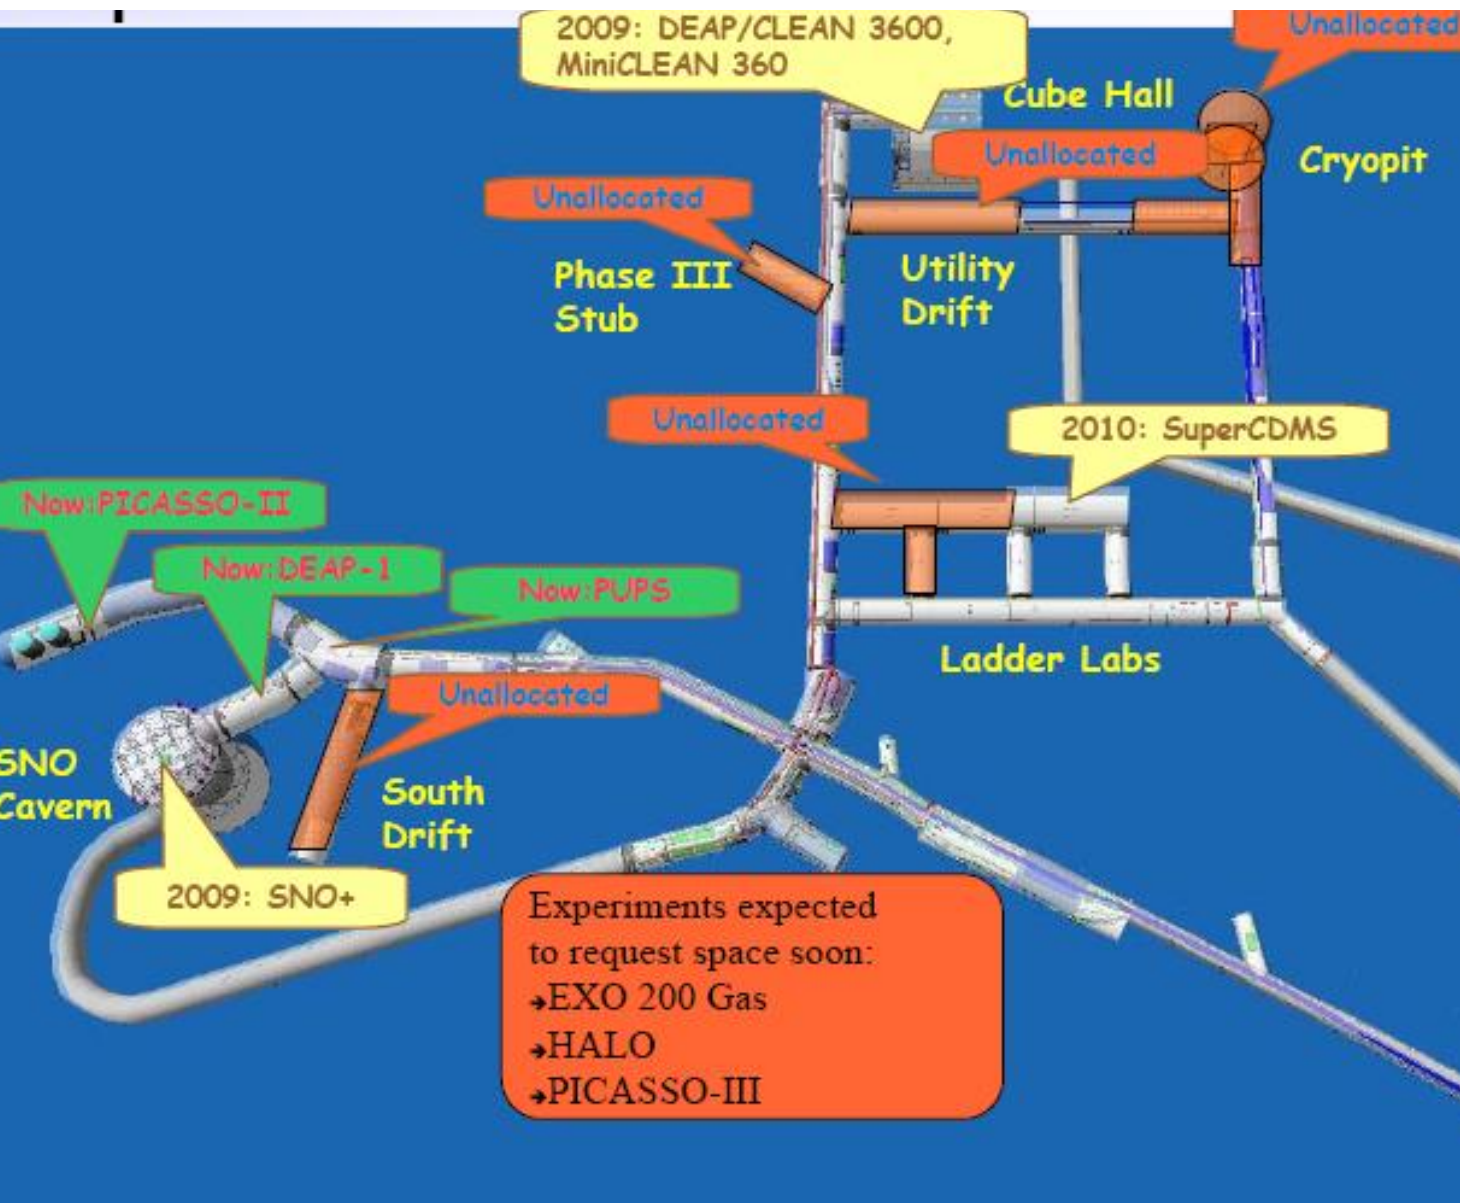 2009: DEAP/CLEAN 3600,
MiniCLEAN 360
Unallocated
Cube Hall
Unallocated
Cryopit
Unallocated
Phase III
Stub
Utility
Drift
Unallocated
2010: SuperCDMS
Now:PICASSO-II
Now:DEAP-1
Now:PUPS
Ladder Labs
Unallocated
SNO
Cavern
South
Drift
2009: SNO+
Experiments expected
to request space soon:
➔EXO 200 Gas
➔HALO
➔PICASSO-III